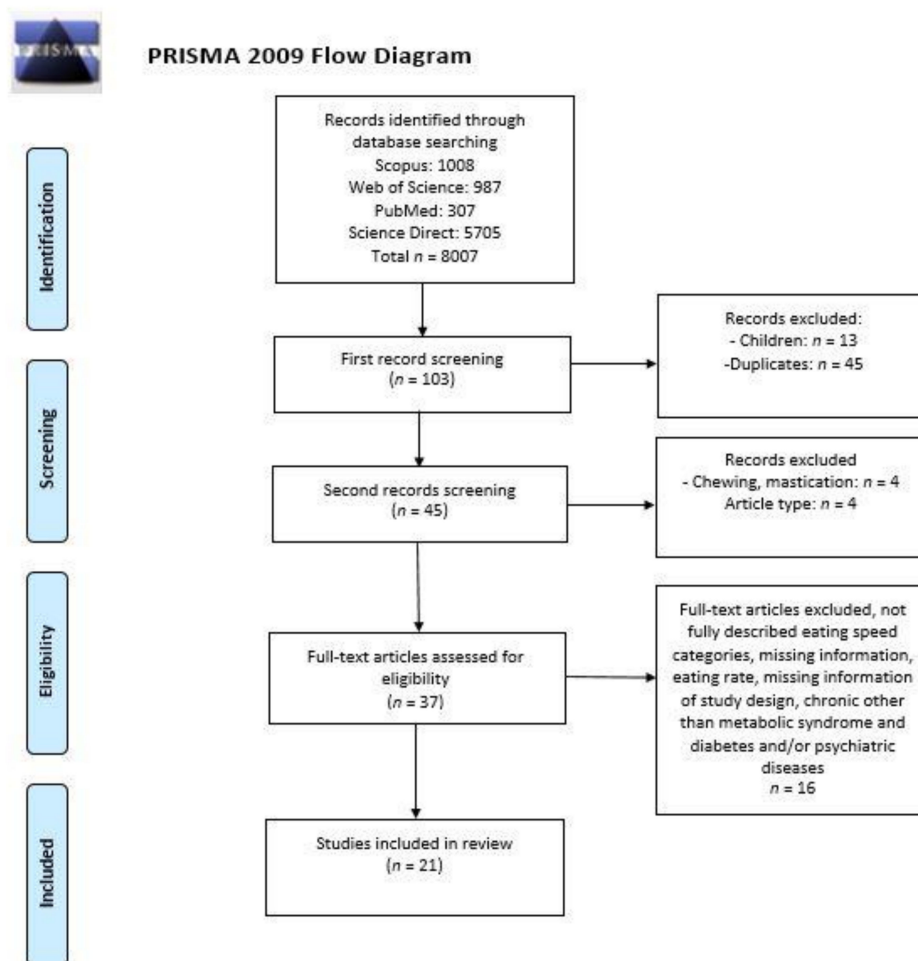 PRISMA
PRISMA 2009 Flow Diagram
Identification
Records identified through
database searching
Scopus: 1008
Web of Science: 987
PubMed: 307
Science Direct: 5705
Total n = 8007
Records excluded:
- Children: n = 13
-Duplicates: n = 45
Screening
First record screening
(n = 103)
Records excluded
- Chewing, mastication: n = 4
Article type: n = 4
Second records screening
(n = 45)
Eligibility
Full-text articles assessed for
eligibility
(n = 37)
Full-text articles excluded, not
fully described eating speed
categories, missing information,
eating rate, missing information
of study design, chronic other
than metabolic syndrome and
diabetes and/or psychiatric
diseases
n = 16
Included
Studies included in review
(n = 21)